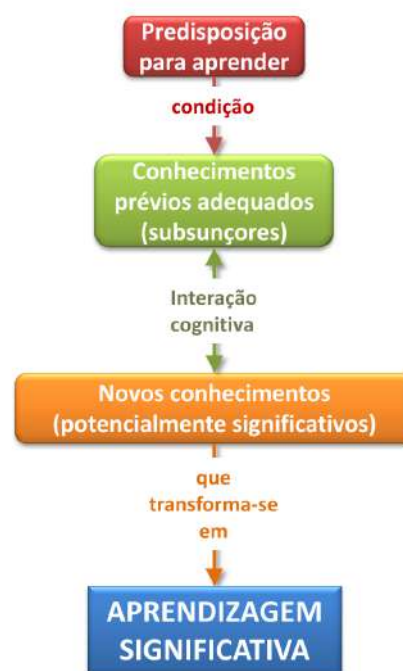 Predisposição
para aprender
condição
Conhecimentos
prévios adequados
(subsunçores)
Interação
cognitiva
Novos conhecimentos
(potencialmente significativos)
que
transforma-se
em
APRENDIZAGEM
SIGNIFICATIVA